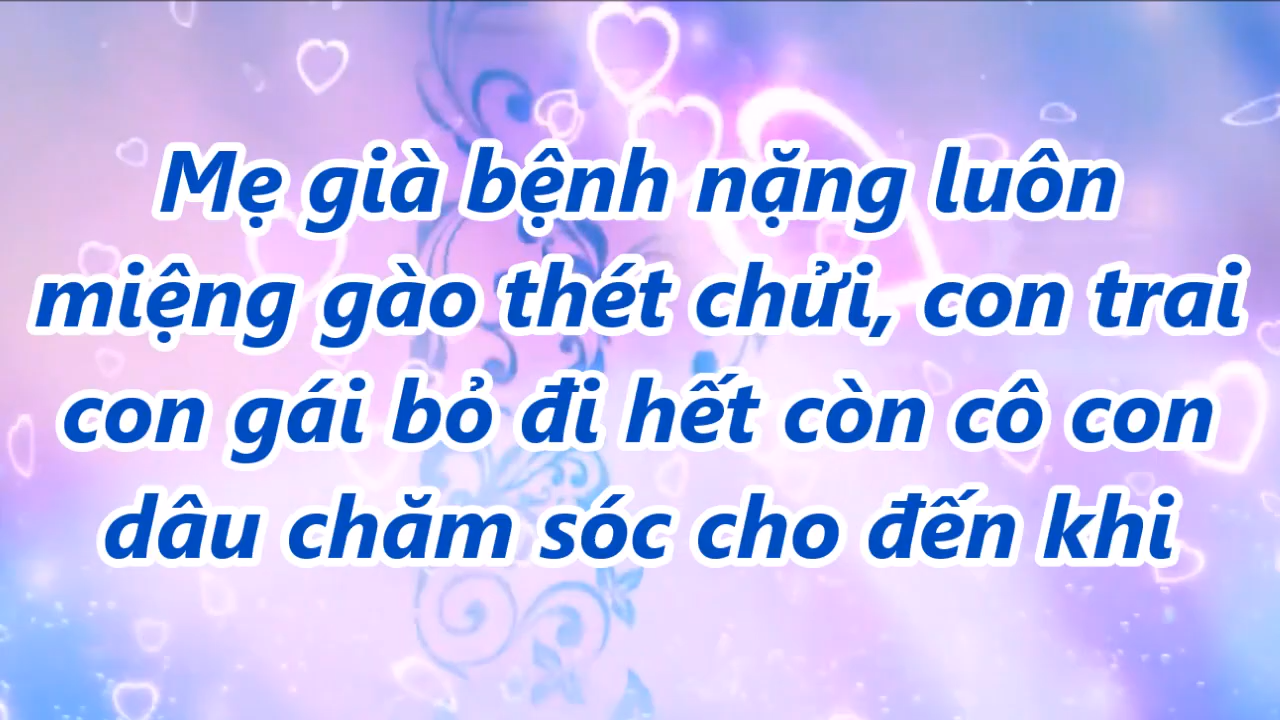 Mẹ già bệnh nặng luôn
miệng gào thét chửi, con trai
con gái bỏ đi hết còn cô con
dâu chăm sóc cho đến khi